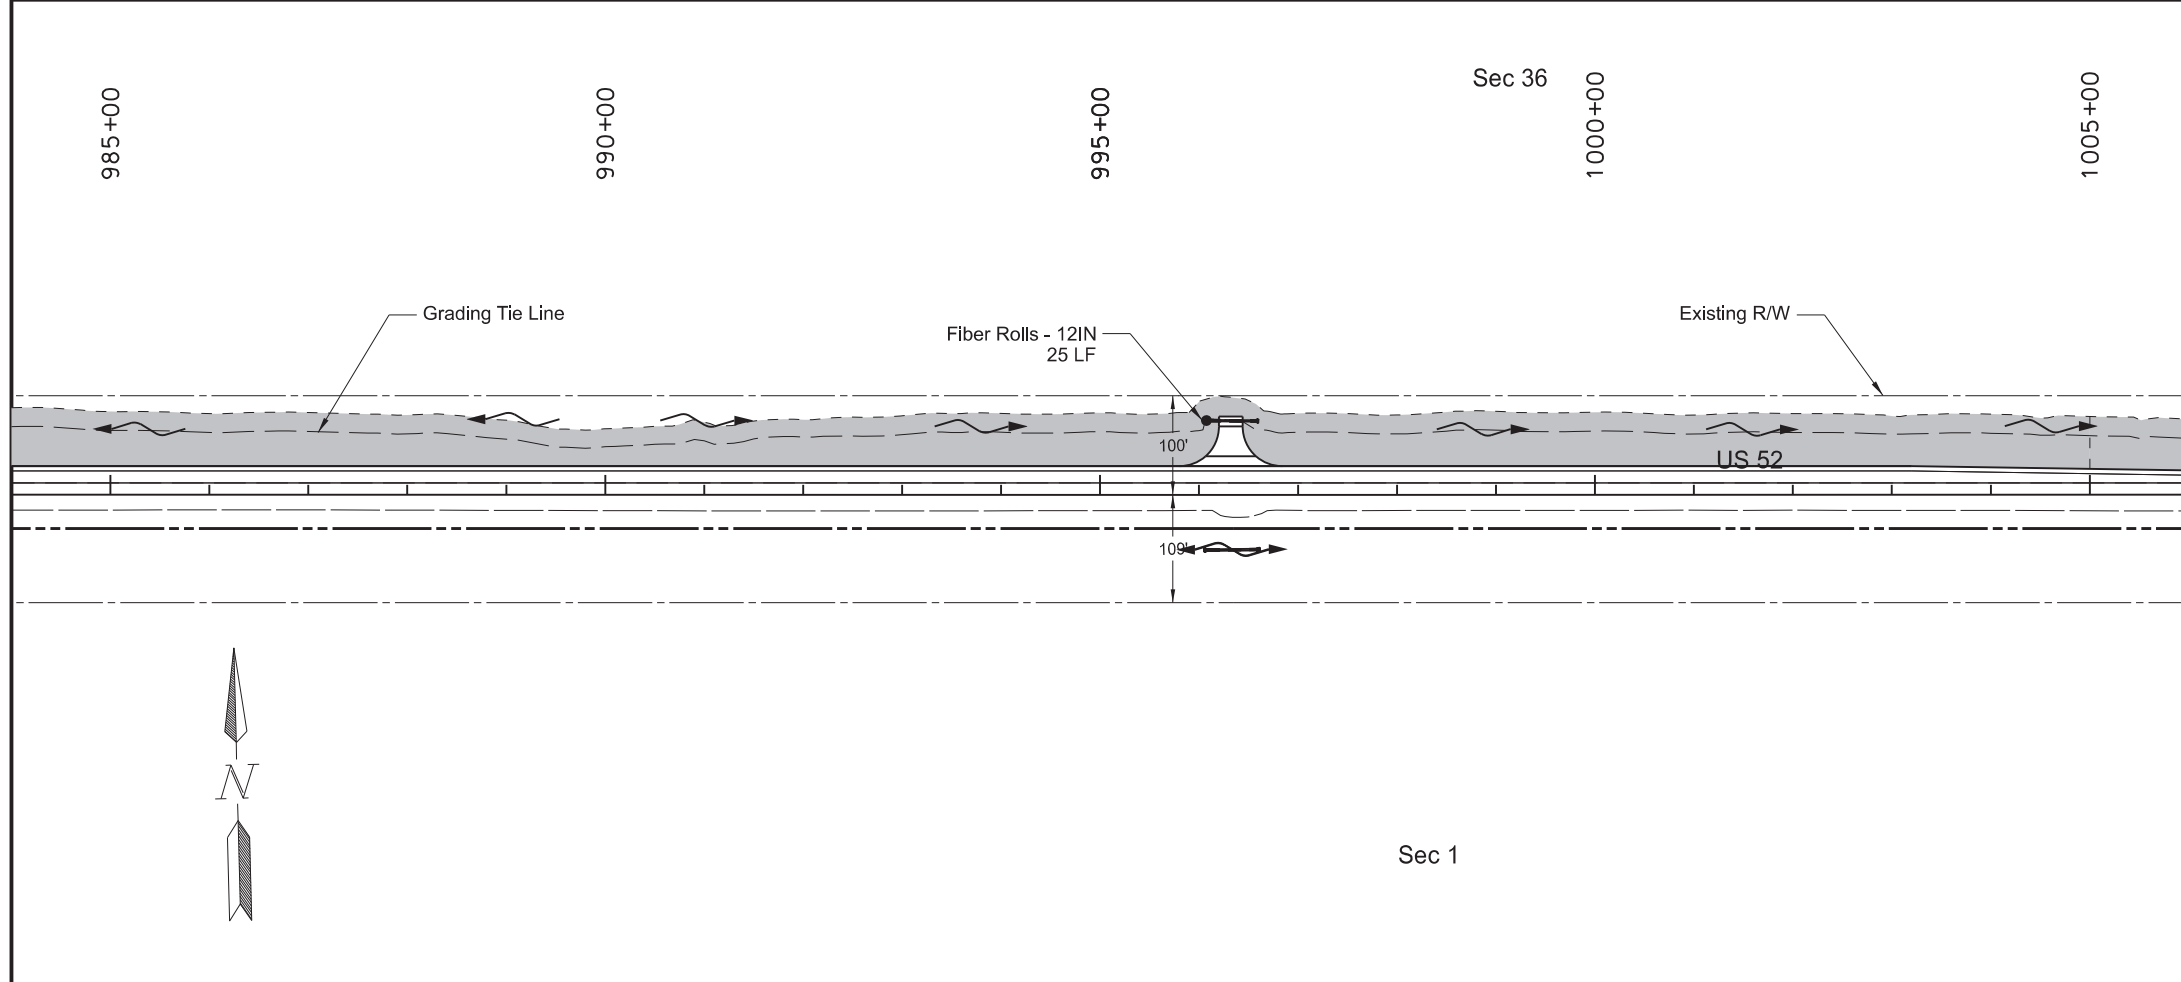 Sec 36
985+00
990+00
995+00
1000+00
1005+00
Grading Tie Line
Fiber Rolls - 12IN
25 LF
Existing R/W
100'
US 52
109'
N
Sec 1